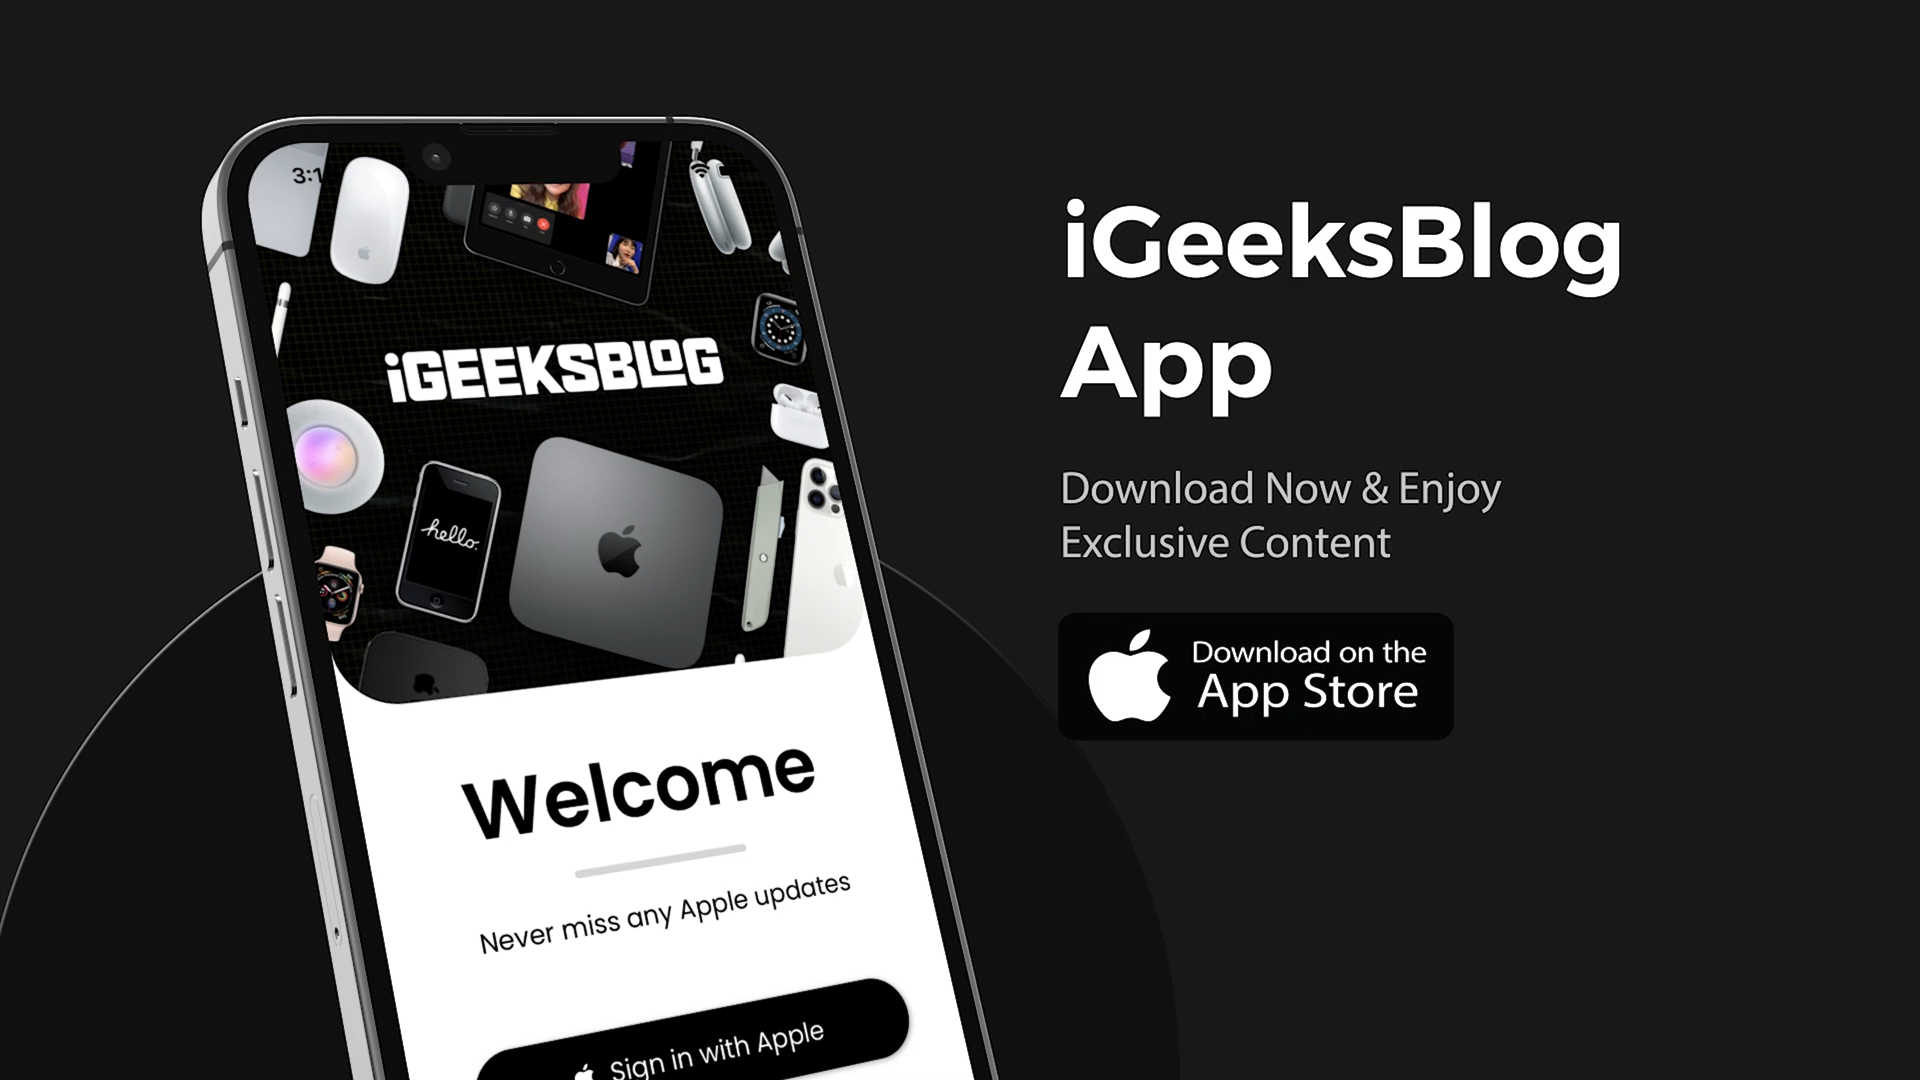 3:1
iGEEKSBLOG
hello.
Welcome
Never miss any Apple updates
Sign in with Apple
iGeeksBlog
App
Download Now & Enjoy
Exclusive Content
Download on the
App Store